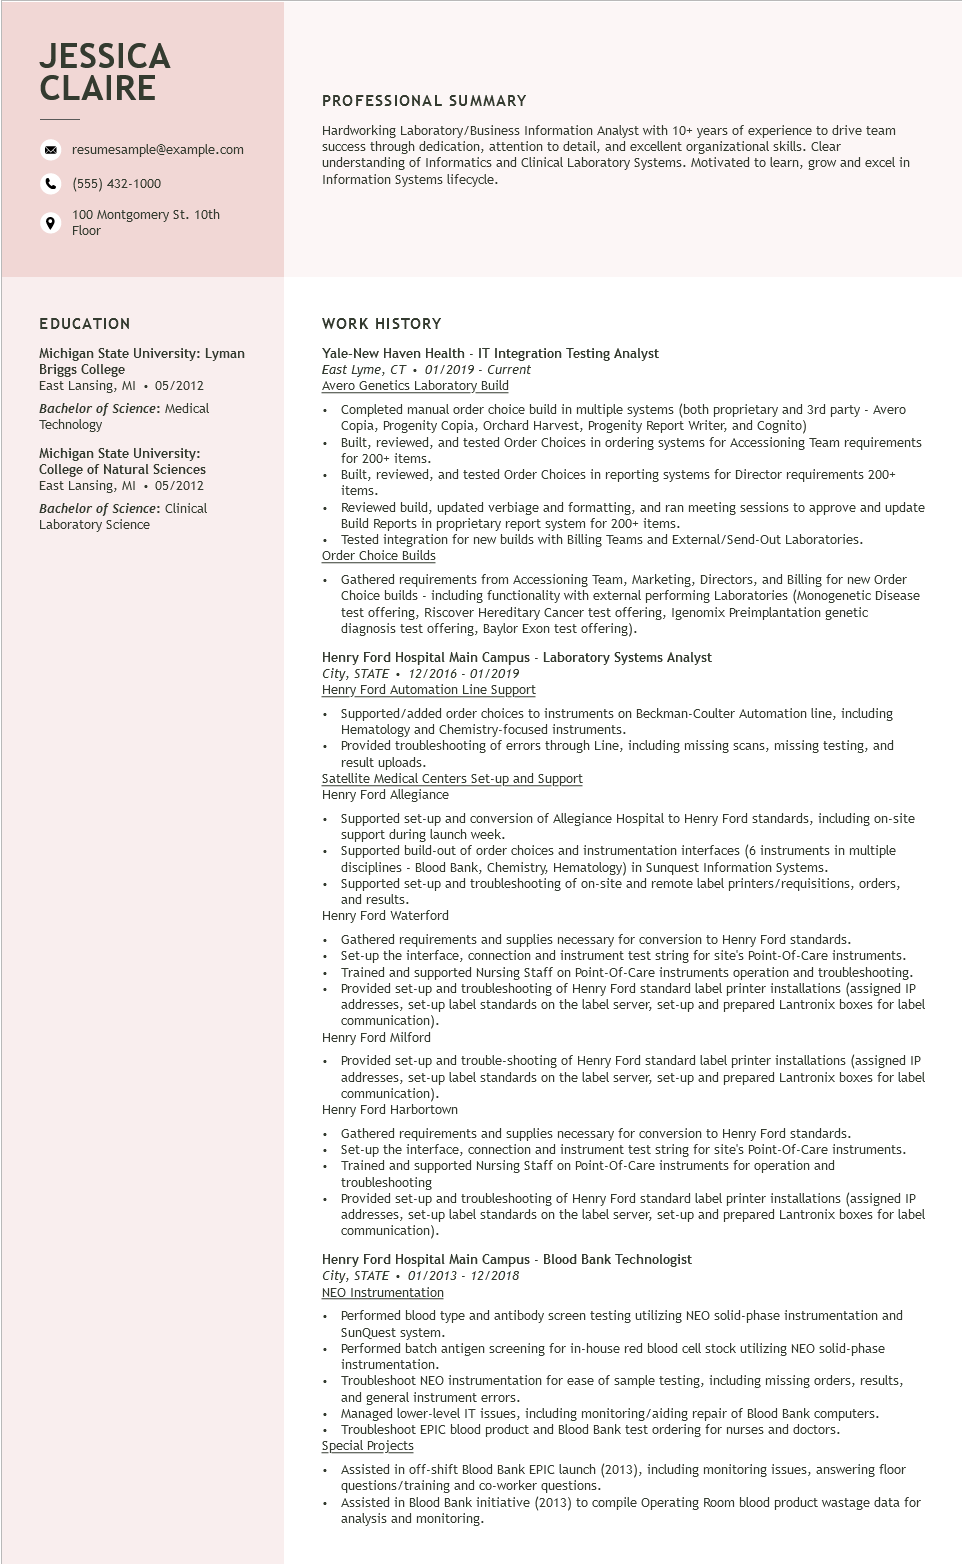 JESSICA
CLAIRE
resumesample@example.com
(555) 432-1000
100 Montgomery St. 10th
Floor
PROFESSIONAL SUMMARY
Hardworking Laboratory/Business Information Analyst with 10+ years of experience to drive team
success through dedication, attention to detail, and excellent organizational skills. Clear
understanding of Informatics and Clinical Laboratory Systems. Motivated to learn, grow and excel in
Information Systems lifecycle.
EDUCATION
Michigan State University: Lyman
Briggs College
East Lansing, MI • 05/2012
Bachelor of Science: Medical
Technology
Michigan State University:
College of Natural Sciences
East Lansing, MI • 05/2012
Bachelor of Science: Clinical
Laboratory Science
WORK HISTORY
Yale-New Haven Health - IT Integration Testing Analyst
East Lyme, CT • 01/2019 - Current
Avero Genetics Laboratory Build
• Completed manual order choice build in multiple systems (both proprietary and 3rd party - Avero
Copia, Progenity Copia, Orchard Harvest, Progenity Report Writer, and Cognito)
• Built, reviewed, and tested Order Choices in ordering systems for Accessioning Team requirements
for 200+ items.
• Built, reviewed, and tested Order Choices in reporting systems for Director requirements 200+
items.
• Reviewed build, updated verbiage and formatting, and ran meeting sessions to approve and update
Build Reports in proprietary report system for 200+ items.
• Tested integration for new builds with Billing Teams and External/Send-Out Laboratories.
Order Choice Builds
• Gathered requirements from Accessioning Team, Marketing, Directors, and Billing for new Order
Choice builds - including functionality with external performing Laboratories (Monogenetic Disease
test offering, Riscover Hereditary Cancer test offering, Igenomix Preimplantation genetic
diagnosis test offering, Baylor Exon test offering).
Henry Ford Hospital Main Campus - Laboratory Systems Analyst
City, STATE • 12/2016 - 01/2019
Henry Ford Automation Line Support
• Supported/added order choices to instruments on Beckman-Coulter Automation line, including
Hematology and Chemistry-focused instruments.
• Provided troubleshooting of errors through Line, including missing scans, missing testing, and
result uploads.
Satellite Medical Centers Set-up and Support
Henry Ford Allegiance
• Supported set-up and conversion of Allegiance Hospital to Henry Ford standards, including on-site
support during launch week.
• Supported build-out of order choices and instrumentation interfaces (6 instruments in multiple
disciplines - Blood Bank, Chemistry, Hematology) in Sunquest Information Systems.
• Supported set-up and troubleshooting of on-site and remote label printers/requisitions, orders,
and results.
Henry Ford Waterford
• Gathered requirements and supplies necessary for conversion to Henry Ford standards.
• Set-up the interface, connection and instrument test string for site's Point-Of-Care instruments.
• Trained and supported Nursing Staff on Point-Of-Care instruments operation and troubleshooting.
• Provided set-up and troubleshooting of Henry Ford standard label printer installations (assigned IP
addresses, set-up label standards on the label server, set-up and prepared Lantronix boxes for label
communication).
Henry Ford Milford
• Provided set-up and trouble-shooting of Henry Ford standard label printer installations (assigned IP
addresses, set-up label standards on the label server, set-up and prepared Lantronix boxes for label
communication).
Henry Ford Harbortown
• Gathered requirements and supplies necessary for conversion to Henry Ford standards.
• Set-up the interface, connection and instrument test string for site's Point-Of-Care instruments.
• Trained and supported Nursing Staff on Point-Of-Care instruments for operation and
troubleshooting
• Provided set-up and troubleshooting of Henry Ford standard label printer installations (assigned IP
addresses, set-up label standards on the label server, set-up and prepared Lantronix boxes for label
communication).
Henry Ford Hospital Main Campus - Blood Bank Technologist
City, STATE • 01/2013 - 12/2018
NEO Instrumentation
• Performed blood type and antibody screen testing utilizing NEO solid-phase instrumentation and
SunQuest system.
• Performed batch antigen screening for in-house red blood cell stock utilizing NEO solid-phase
instrumentation.
• Troubleshoot NEO instrumentation for ease of sample testing, including missing orders, results,
and general instrument errors.
• Managed lower-level IT issues, including monitoring/aiding repair of Blood Bank computers.
• Troubleshoot EPIC blood product and Blood Bank test ordering for nurses and doctors.
Special Projects
• Assisted in off-shift Blood Bank EPIC launch (2013), including monitoring issues, answering floor
questions/training and co-worker questions.
• Assisted in Blood Bank initiative (2013) to compile Operating Room blood product wastage data for
analysis and monitoring.